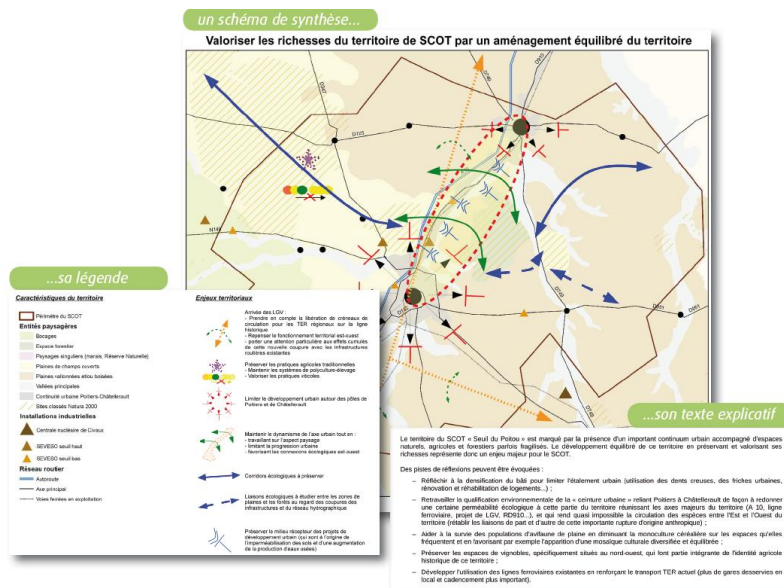 un schéma de synthèse...
Valoriser les richesses du territoire de SCOT par un aménagement équilibré du territoire
D347
D749
D910
D725
N149
D749
D951
D951
D749
...sa légende
Caractéristiques du territoire
Périmètre du SCOT
Entités paysagères
Bocages
Espace forestier
Paysages singuliers (marais, Réserve Naturelle)
Plaines de champs ouverts
Plaines vallonnées et/ou boisées
Vallées principales
Continuité urbaine Poitiers-Châtellerault
Sites classés Natura 2000
Installations industrielles
Centrale nucléaire de Civaux
SEVESO seuil haut
SEVESO seuil bas
Réseau routier
Autoroute
Axe principal
Voies ferrées en exploitation
Enjeux territoriaux
Arrivée des LGV :
- Prendre en compte la libération de créneaux de
circulation pour les TER régionaux sur la ligne
historique
- Repenser le fonctionnement territorial est-ouest
- porter une attention particulière aux effets cumulés
de cette nouvelle coupure avec les infrastructures
routières existantes
Préserver les pratiques agricoles traditionnelles
- Maintenir les systèmes de polyculture-élevage
- Valoriser les pratiques viticoles
Limiter le développement urbain autour des pôles de
Poitiers et de Châtellerault
Maintenir le dynamisme de l'axe urbain tout en :
- travaillant sur l'aspect paysage
- limitant la progression urbaine
- favorisant les connexions écologiques est-ouest
Corridors écologiques à préserver
Liaisons écologiques à étudier entre les zones de
plaines et les forêts au regard des coupures des
infrastructures et du réseau hydrographique
Préserver le milieu récepteur des projets de
développement urbain (qui sont à l'origine de
l'imperméabilisation des sols et d'une augmentation
de la production d'eaux usées)
...son texte explicatif
Le territoire du SCOT « Seuil du Poitou » est marqué par la présence d'un important continuum urbain accompagné d'espaces
naturels, agricoles et forestiers parfois fragilisés. Le développement équilibré de ce territoire en préservant et valorisant ses
richesses représente donc un enjeu majeur pour le SCOT.
Des pistes de réflexions peuvent être évoquées :
– Réfléchir à la densification du bâti pour limiter l'étalement urbain (utilisation des dents creuses, des friches urbaines,
rénovation et réhabilitation de logements...) ;
– Retravailler la qualification environnementale de la « ceinture urbaine » reliant Poitiers à Châtellerault de façon à redonner
une certaine perméabilité écologique à cette partie du territoire réunissant les axes majeurs du territoire (A 10, ligne
ferroviaire, projet de LGV, RD910...), et qui rend quasi impossible la circulation des espèces entre l'Est et l'Ouest du
territoire (rétablir les liaisons de part et d'autre de cette importante rupture d'origine anthropique) ;
– Aider à la survie des populations d'avifaune de plaine en diminuant la monoculture céréalière sur les espaces qu'elles
fréquentent et en favorisant par exemple l'apparition d'une mosaïque culturale diversifiée et équilibrée ;
– Préserver les espaces de vignobles, spécifiquement situés au nord-ouest, qui font partie intégrante de l'identité agricole
historique de ce territoire ;
– Développer l'utilisation des lignes ferroviaires existantes en renforçant le transport TER actuel (plus de gares desservies en
local et cadencement plus important).